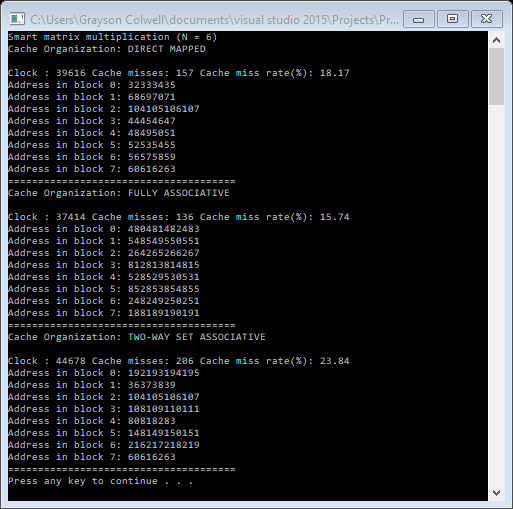 C:\Users\Grayson Colwell\documents\visual studio 2015\Projects\Pr...
Smart matrix multiplication (N = 6)
Cache Organization: DIRECT MAPPED
Clock : 39616 Cache misses: 157 Cache miss rate(%): 18.17
Address in block 0: 32333435
Address in block 1: 68697071
Address in block 2: 104105106107
Address in block 3: 44454647
Address in block 4: 48495051
Address in block 5: 52535455
Address in block 6: 56575859
Address in block 7: 60616263
======================================
Cache Organization: FULLY ASSOCIATIVE
Clock : 37414 Cache misses: 136 Cache miss rate(%): 15.74
Address in block 0: 480481482483
Address in block 1: 548549550551
Address in block 2: 264265266267
Address in block 3: 812813814815
Address in block 4: 528529530531
Address in block 5: 852853854855
Address in block 6: 248249250251
Address in block 7: 188189190191
======================================
Cache Organization: TWO-WAY SET ASSOCIATIVE
Clock : 44678 Cache misses: 206 Cache miss rate(%): 23.84
Address in block 0: 192193194195
Address in block 1: 36373839
Address in block 2: 104105106107
Address in block 3: 108109110111
Address in block 4: 80818283
Address in block 5: 148149150151
Address in block 6: 216217218219
Address in block 7: 60616263
======================================
Press any key to continue . . .